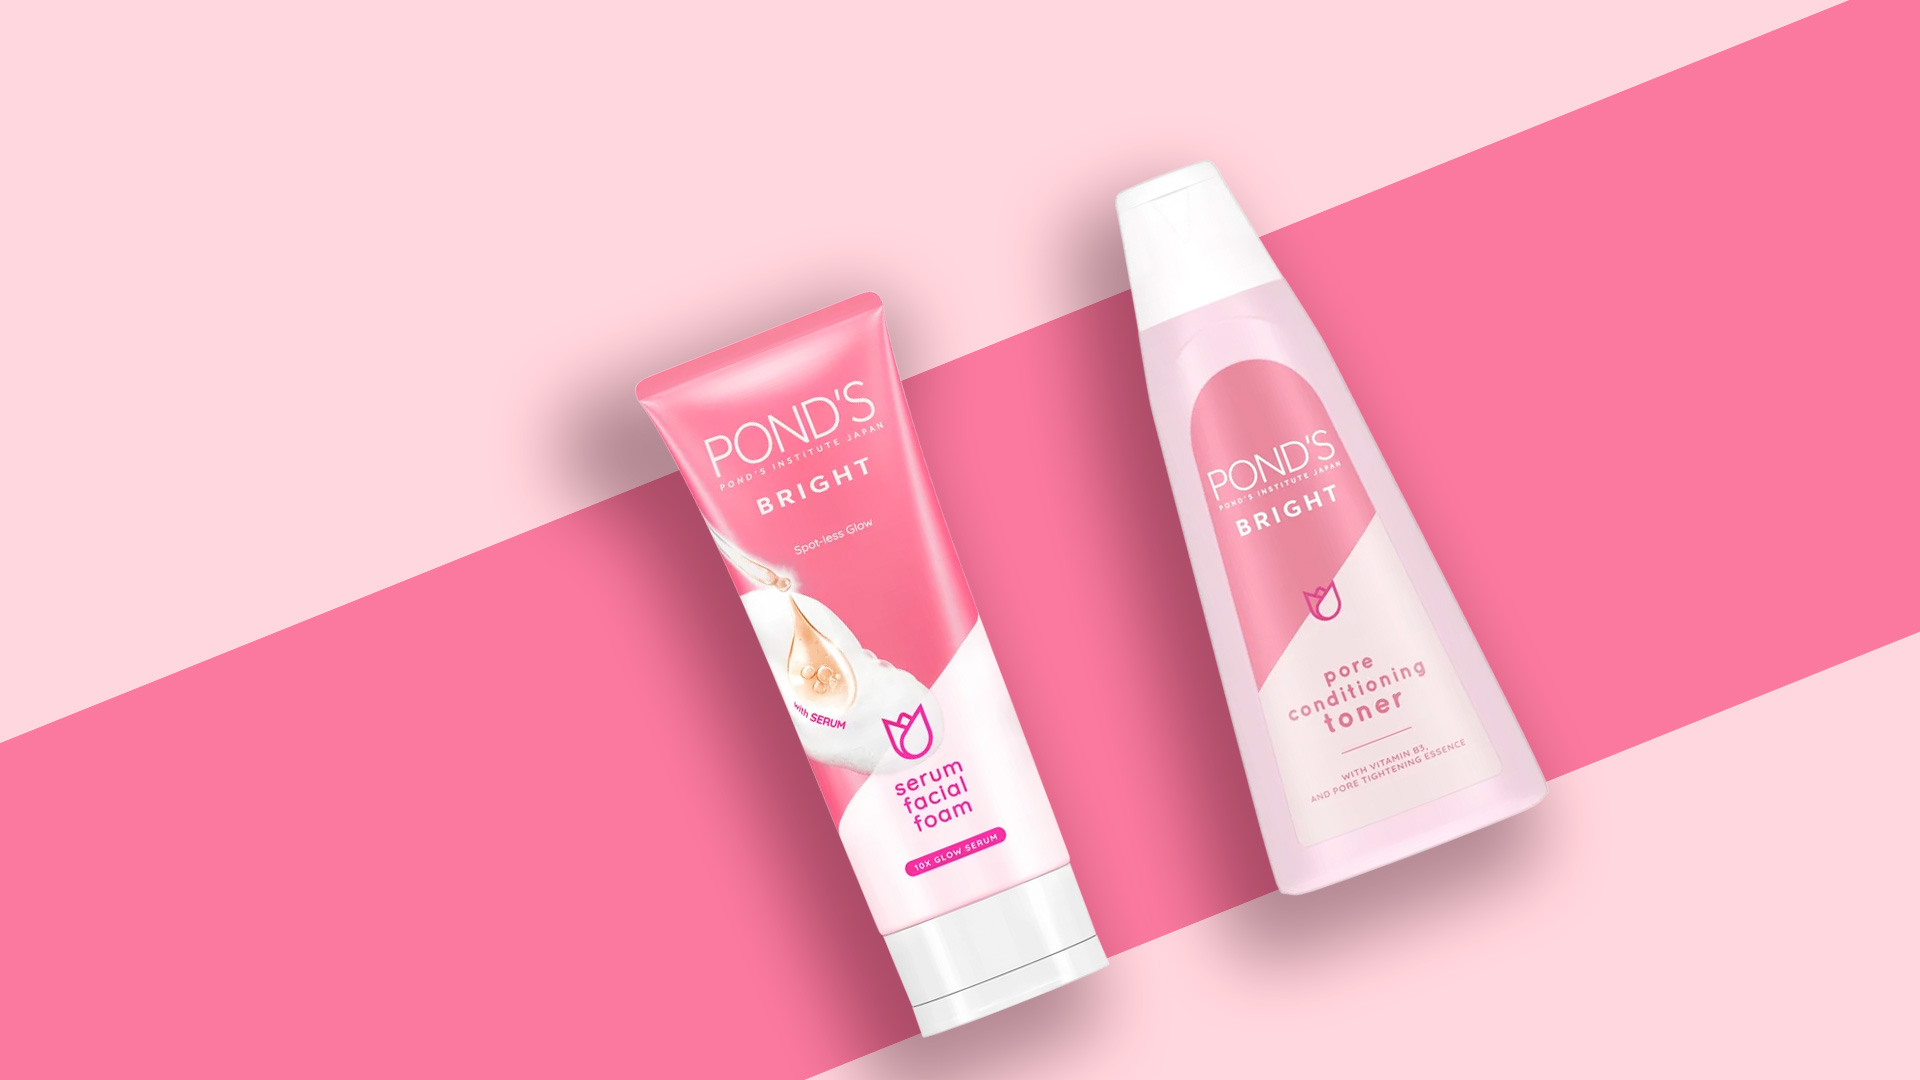 POND'S
POND'S INSTITUTE JAPAN
BRIGHT
Spot-less Glow
with SERUM
serum
facial
foam
10X GLOW SERUM
POND'S
POND'S INSTITUTE JAPAN
BRIGHT
pore
conditioning
toner
WITH VITAMIN B3,
AND PORE TIGHTENING ESSENCE